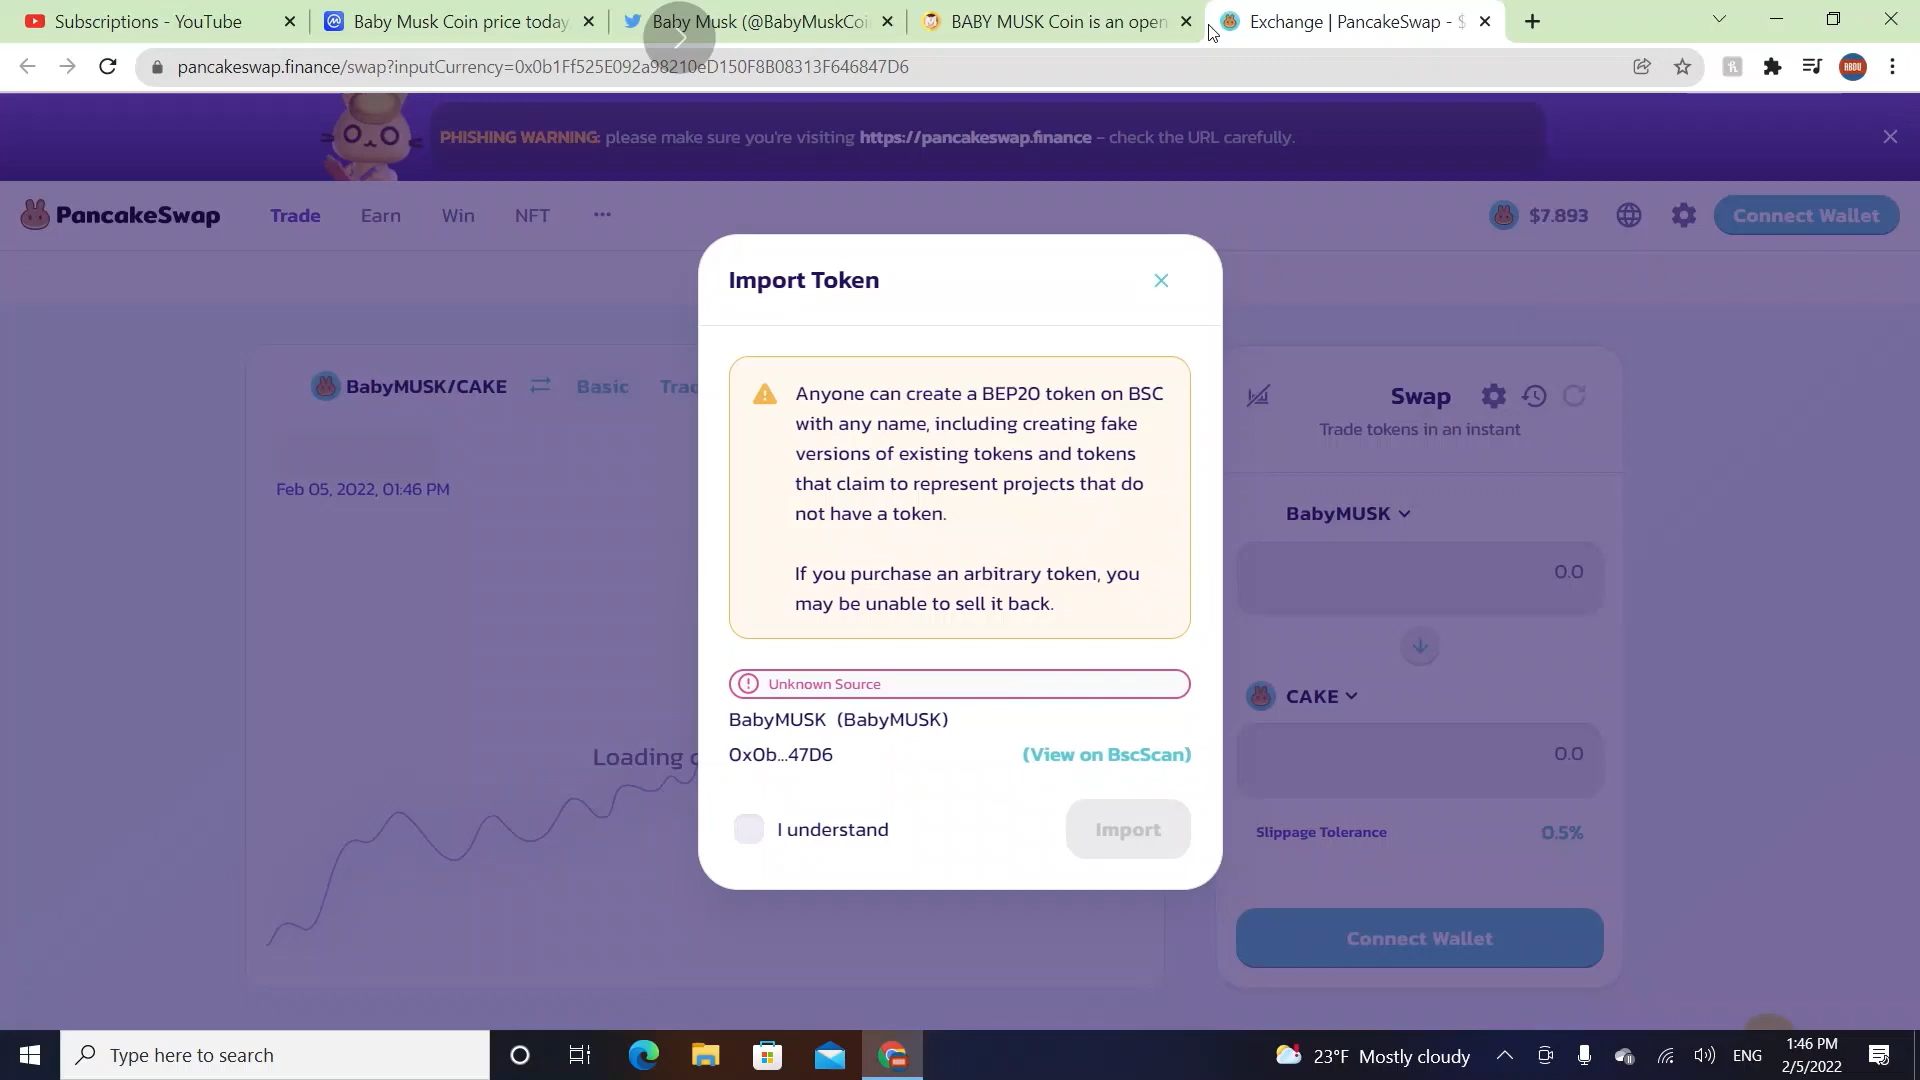 Subscriptions - YouTube
Baby Musk Coin price today,
Baby Musk (@BabyMuskCoi
BABY MUSK Coin is an open
Exchange | PancakeSwap - $
pancakeswap.finance/swap?inputCurrency=0x0b1Ff525E092a98210eD150F8B08313F646847D6
ABDU
PHISHING WARNING: please make sure you're visiting https://pancakeswap.finance - check the URL carefully.
PancakeSwap
Trade
Earn
Win
NFT
$7.893
Connect Wallet
Import Token
BabyMUSK/CAKE
Basic
Trad
Feb 05, 2022, 01:46 PM
Loading c
Anyone can create a BEP20 token on BSC
with any name, including creating fake
versions of existing tokens and tokens
that claim to represent projects that do
not have a token.
If you purchase an arbitrary token, you
may be unable to sell it back.
Unknown Source
BabyMUSK (BabyMUSK)
0x0b...47D6
(View on BscScan)
I understand
Import
Swap
Trade tokens in an instant
BabyMUSK
0.0
CAKE
0.0
Slippage Tolerance
0.5%
Connect Wallet
Type here to search
23°F Mostly cloudy
ENG
1:46 PM
2/5/2022